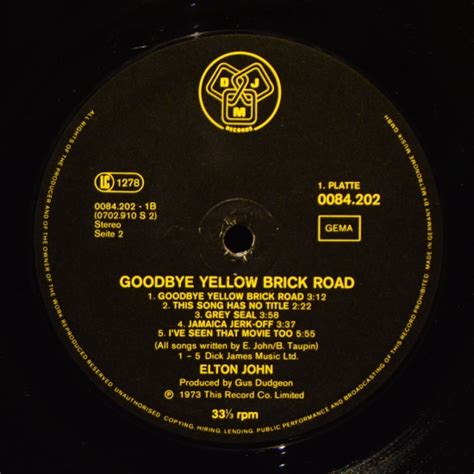 D J
M
RECORDS
LC 1278
0084.202 - 1B
(0702.910 S 2)
Stereo
Seite 2
1. PLATTE
0084.202
GEMA
GOODBYE YELLOW BRICK ROAD
1. GOODBYE YELLOW BRICK ROAD 3:12
2. THIS SONG HAS NO TITLE 2:22
3. GREY SEAL 3:58
4. JAMAICA JERK-OFF 3:37
5. I'VE SEEN THAT MOVIE TOO 5:55
(All songs written by E. John/B. Taupin)
1 – 5 Dick James Music Ltd.
ELTON JOHN
Produced by Gus Dudgeon
℗ 1973 This Record Co. Limited
33⅓ rpm
ALL RIGHTS OF THE PRODUCER AND OF THE OWNER OF THE WORK REPRODUCED RESERVED. UNAUTHORISED COPYING, HIRING, LENDING, PUBLIC PERFORMANCE AND BROADCASTING OF THIS RECORD PROHIBITED. MADE IN GERMANY BY METRONOME MUSIK GMBH